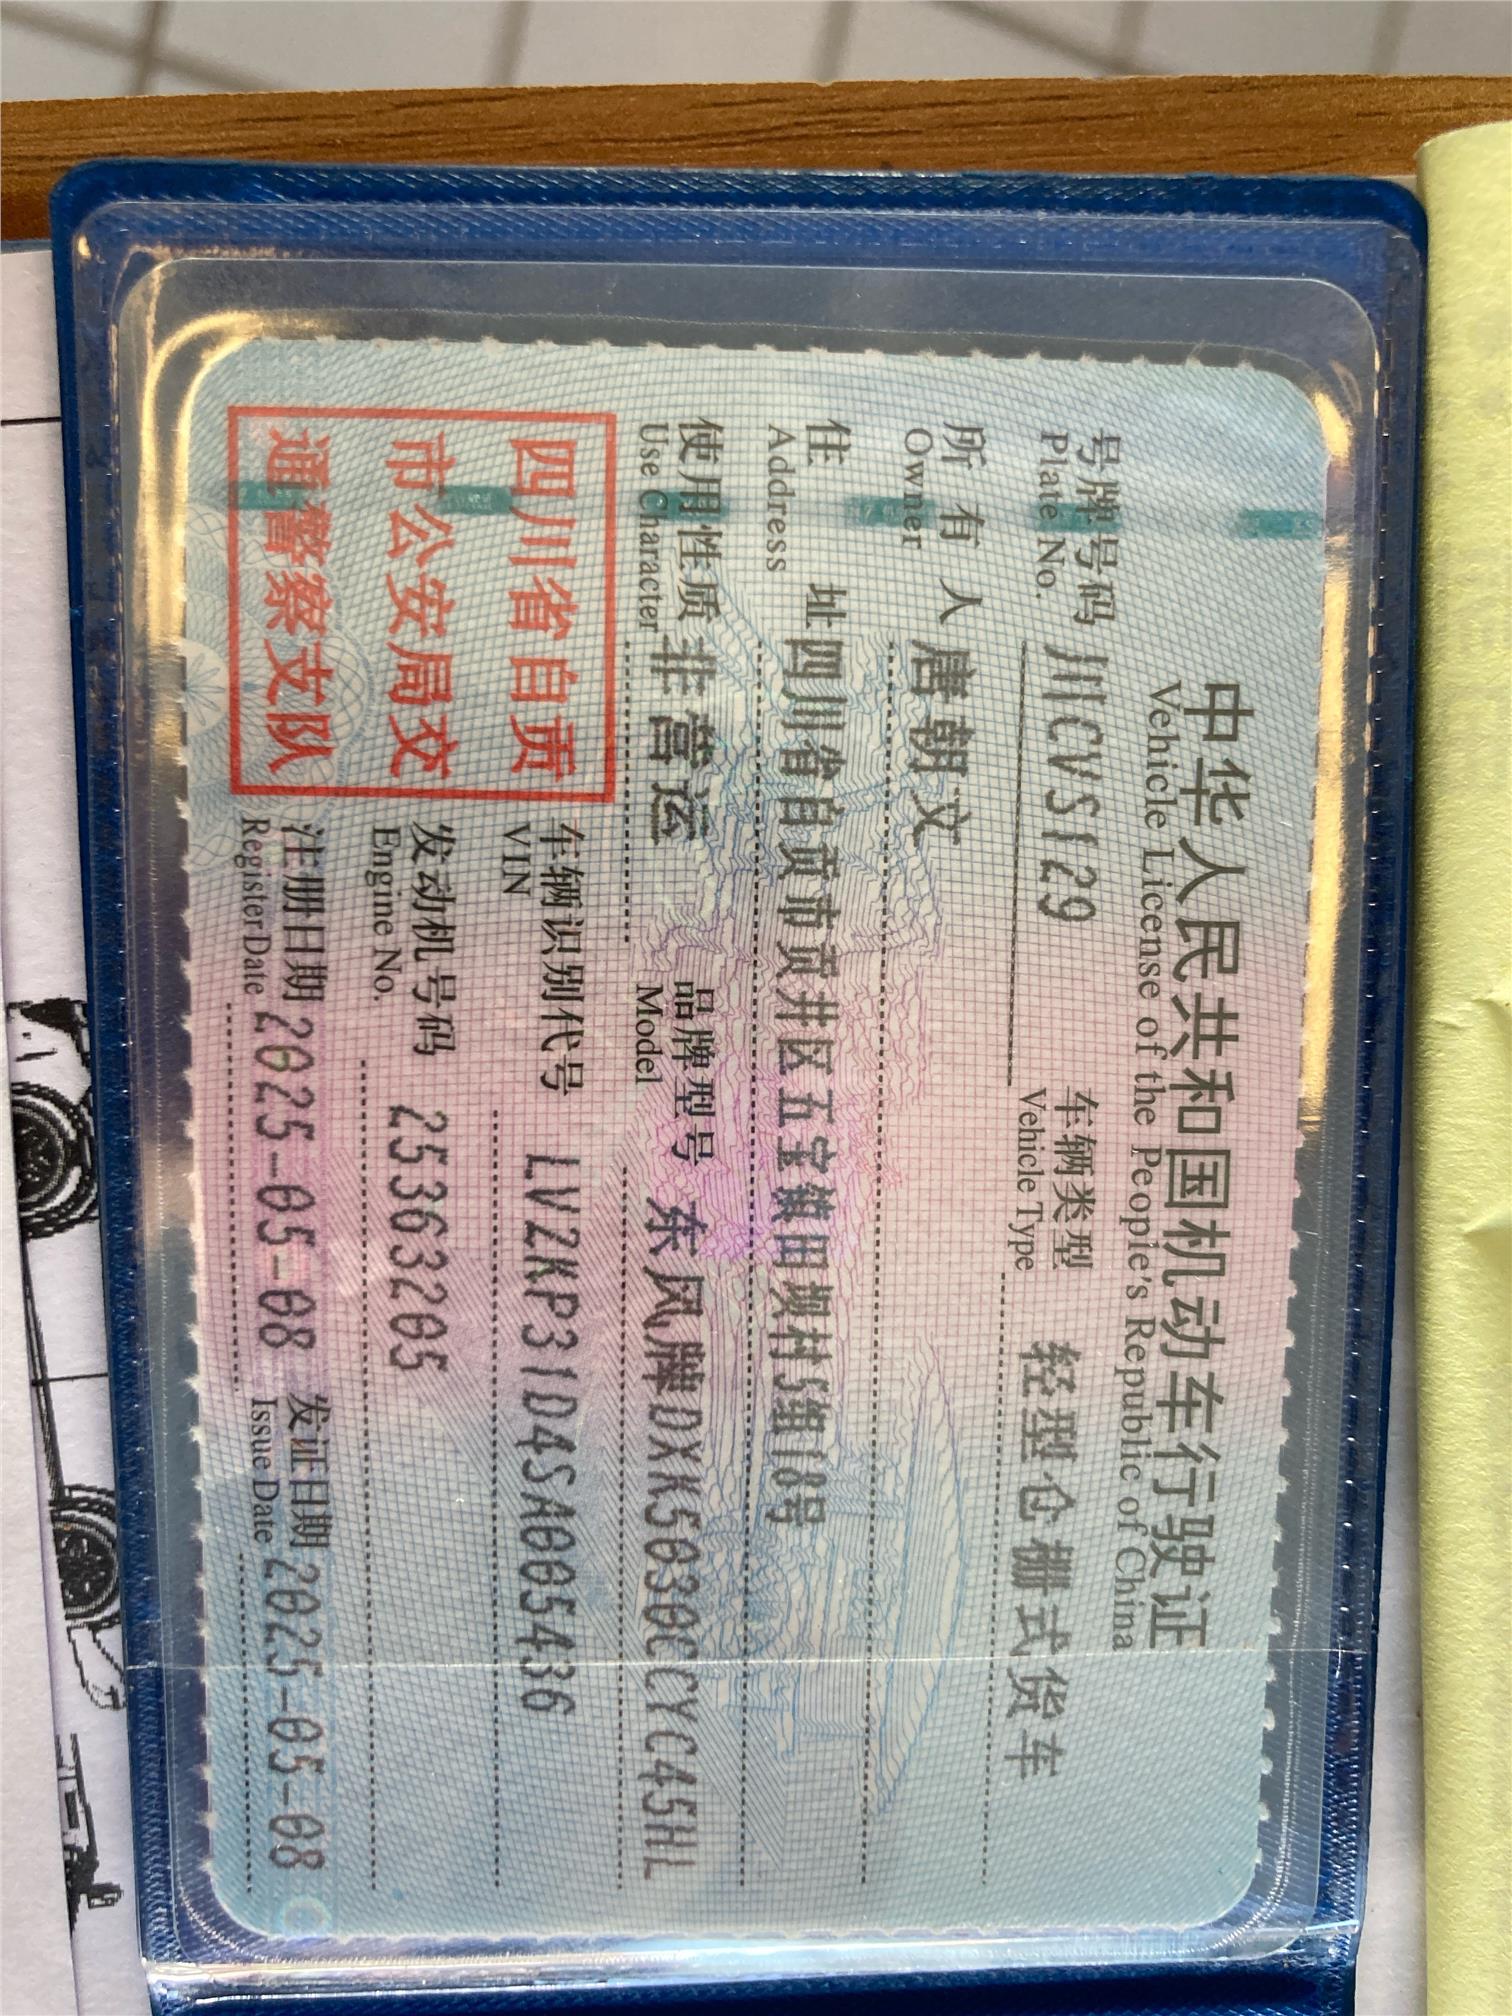 中华人民共和国机动车行驶证
Vehicle License of the People's Republic of China
号牌号码 川CVS129 车辆类型 轻型仓栅式货车
Plate No. Vehicle Type
所有人 唐朝文
Owner
住址 四川省自贡市贡井区五宝镇田坝村5组18号
Address
使用性质 非营运 品牌型号 东风牌DXK5030CCYC45HL
Use Character Model
四川省自贡
市公安局交
通警察支队
车辆识别代号 LVZKP31D4SA005436
VIN
发动机号码 25363205
Engine No.
注册日期 2025-05-08 发证日期 2025-05-08
Register Date Issue Date